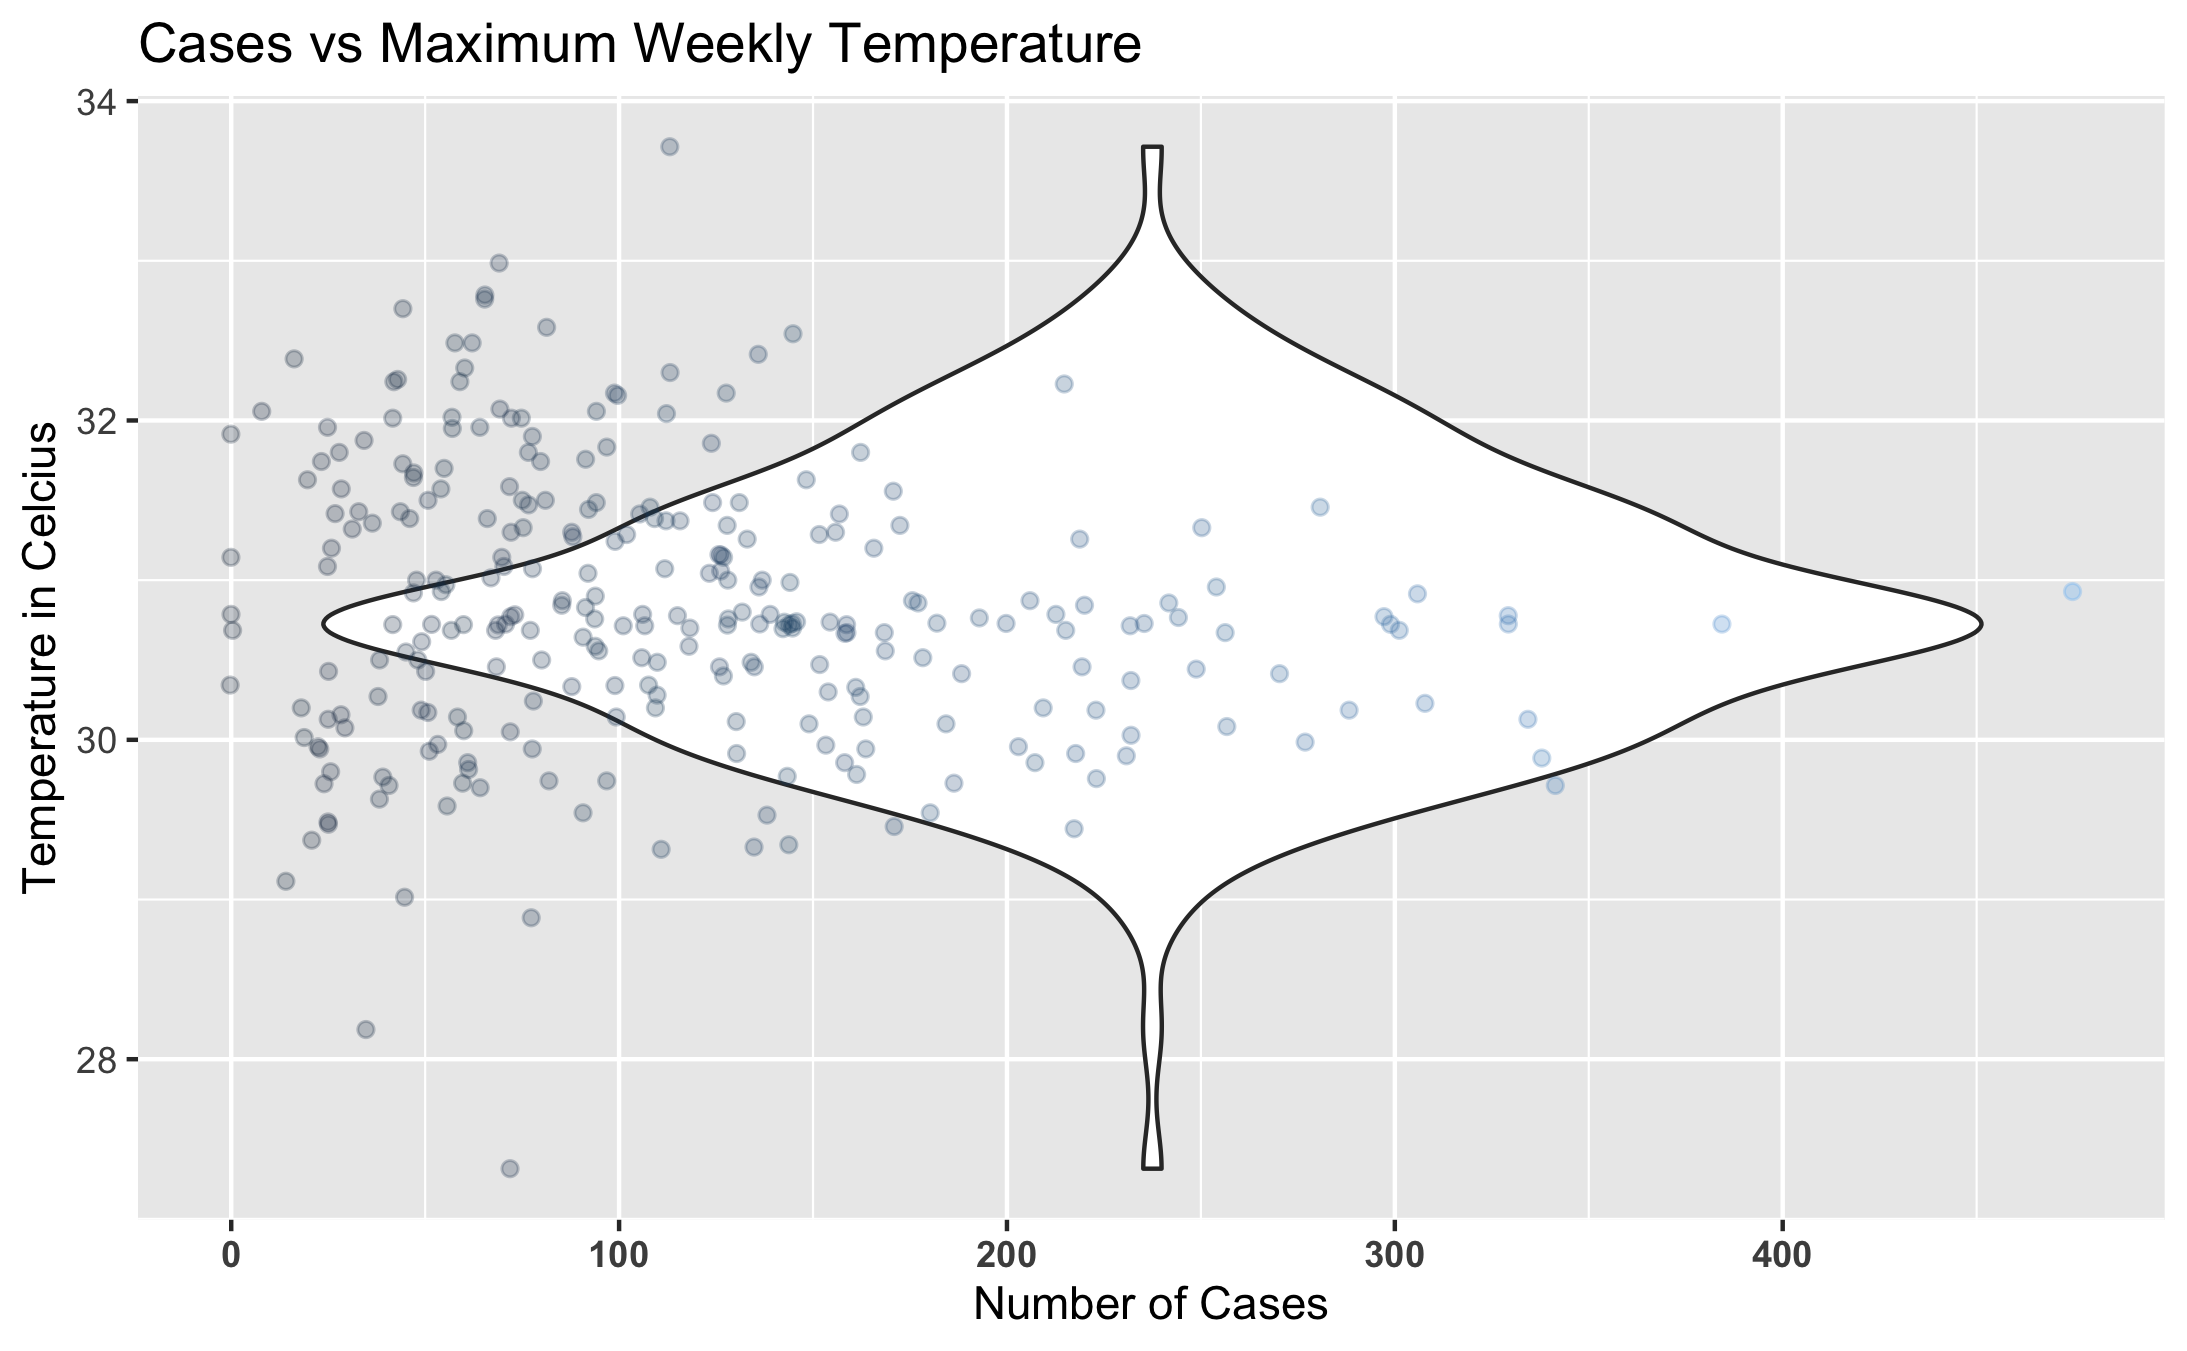 Cases vs Maximum Weekly Temperature
34
32
30
28
Temperature in Celcius
0 100 200 300 400
Number of Cases